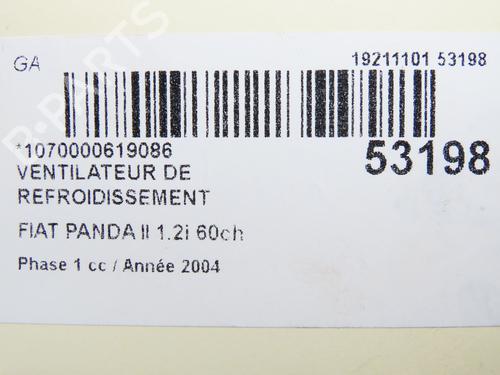 GA
19211101 53198
*1070000619086
53198
VENTILATEUR DE
REFROIDISSEMENT
FIAT PANDA II 1.2i 60ch
Phase 1 cc / Année 2004